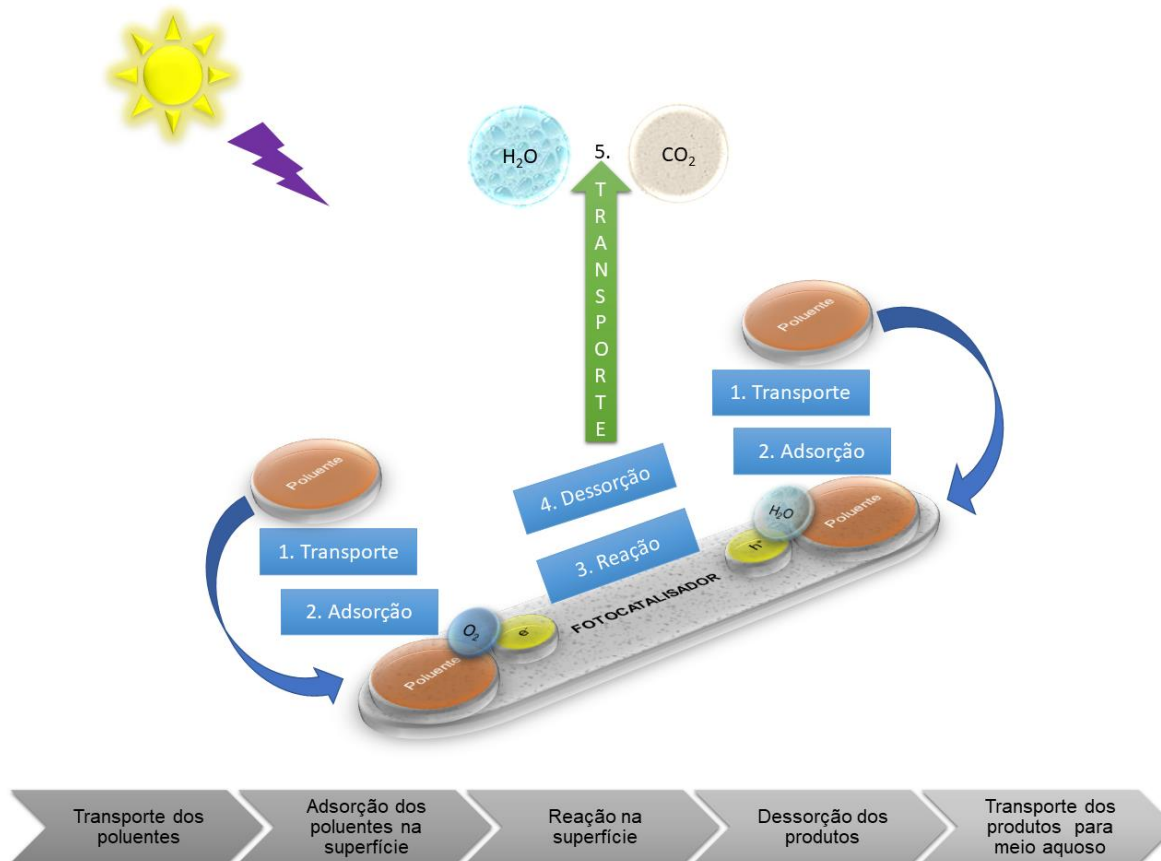 H₂O
5.
CO₂
TRANSPORTE
Poluente
1. Transporte
2. Adsorção
Poluente
1. Transporte
2. Adsorção
4. Dessorção
3. Reação
H₂O
Poluente
h⁺
FOTOCATALISADOR
O₂
e⁻
Poluente
Transporte dos
poluentes
Adsorção dos
poluentes na
superfície
Reação na
superfície
Dessorção dos
produtos
Transporte dos
produtos para
meio aquoso